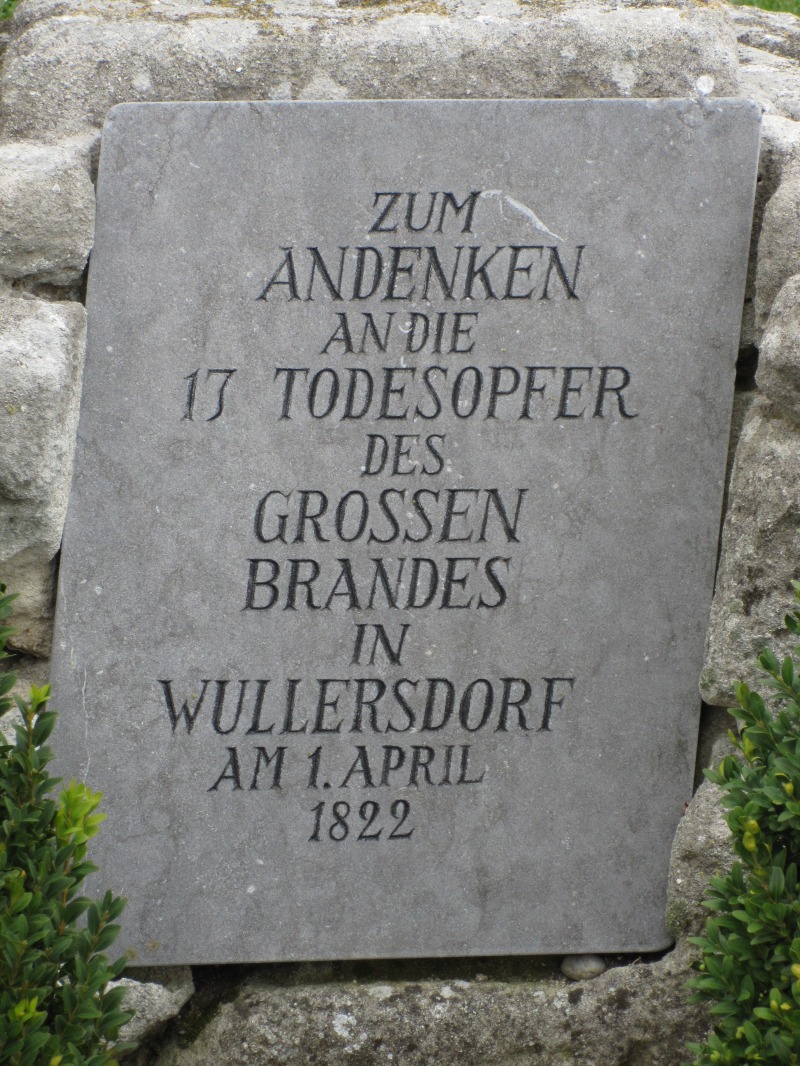 ZUM
ANDENKEN
AN DIE
17 TODESOPFER
DES
GROSSEN
BRANDES
IN
WULLERSDORF
AM 1. APRIL
1822